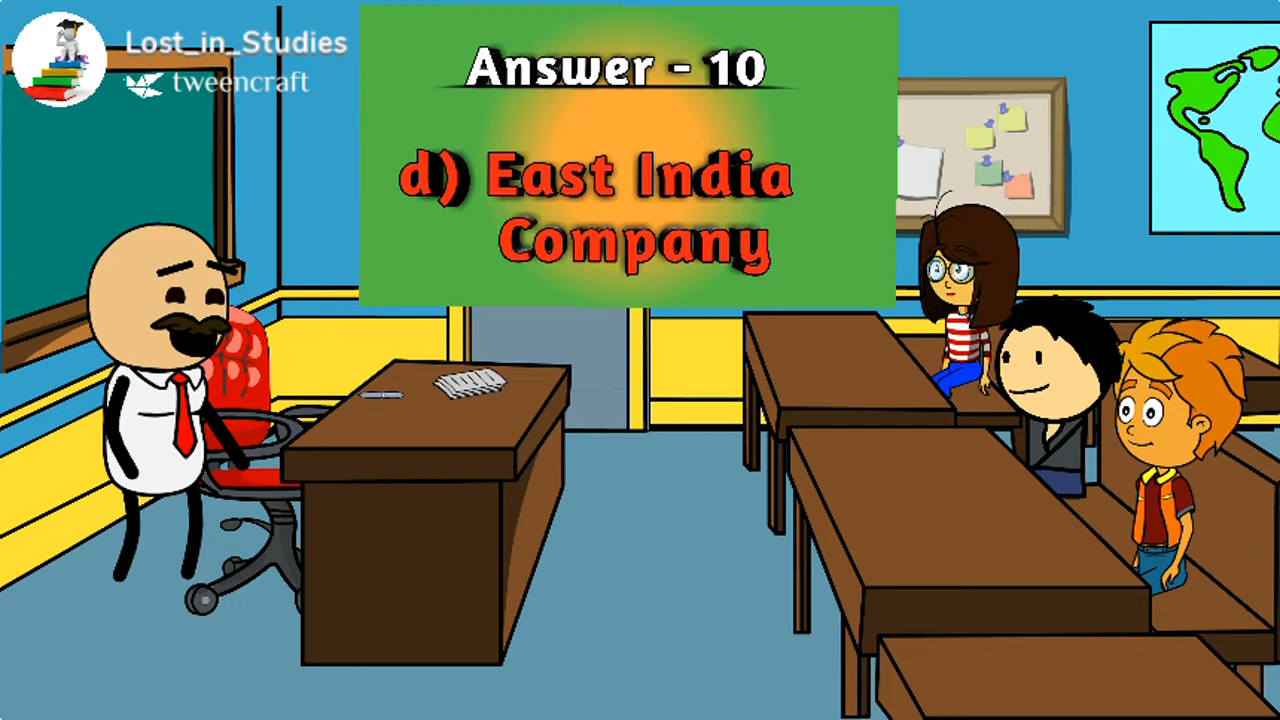 Lost_in_Studies
tweencraft
Answer - 10
d) East India
Company